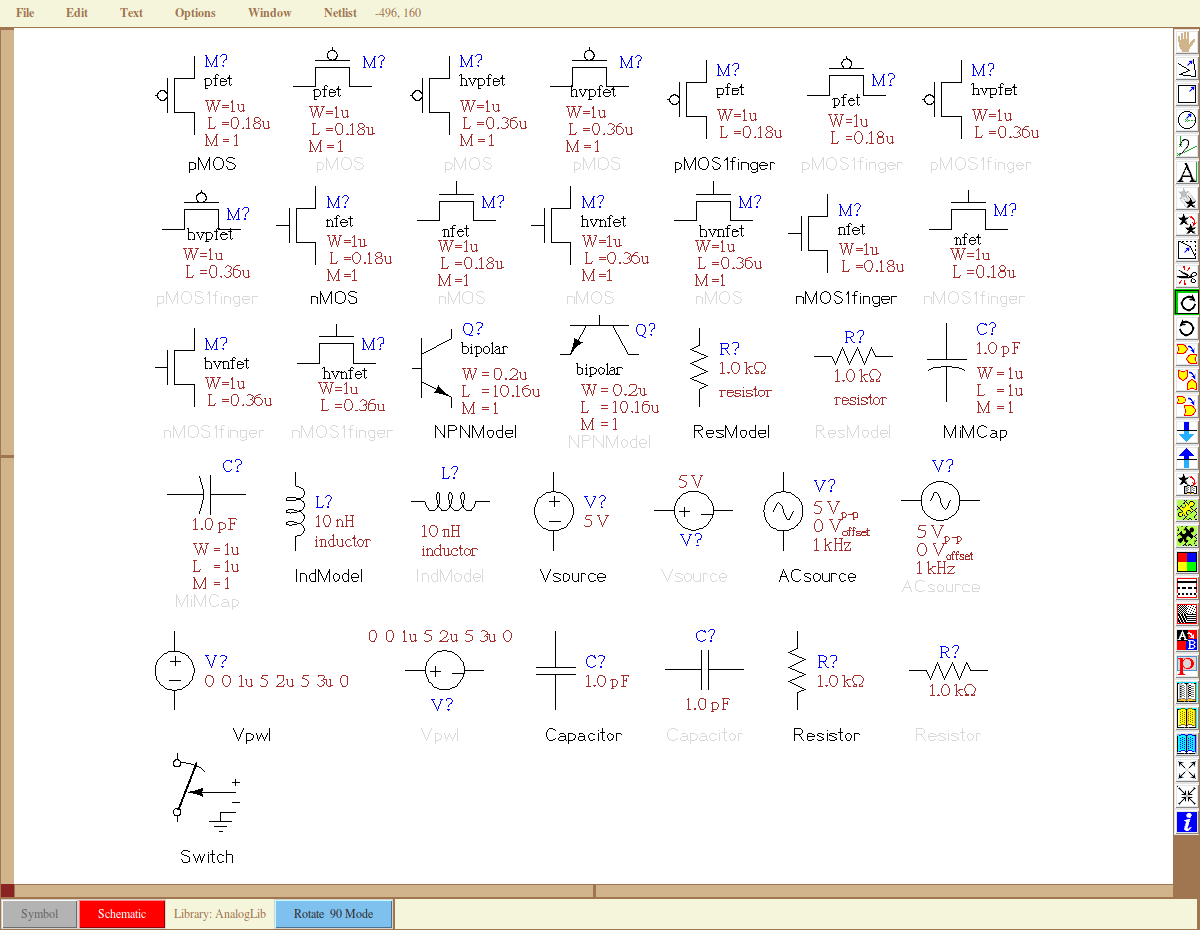 File Edit Text Options Window Netlist -496, 160
M? M? M? M? M? M? M?
pfet pfet hvpfet hvpfet pfet pfet hvpfet
W=1u W=1u W=1u W=1u W=1u W=1u W=1u
L =0.18u L =0.18u L =0.36u L =0.36u L =0.18u L =0.18u L =0.36u
M =1 M =1 M =1 M =1
pMOS pMOS pMOS pMOS pMOS1finger pMOS1finger pMOS1finger
M? M? M? M? M? M? M?
hvpfet nfet nfet hvnfet hvnfet nfet nfet
W=1u W=1u W=1u W=1u W=1u W=1u W=1u
L =0.36u L =0.18u L =0.18u L =0.36u L =0.36u L =0.18u L =0.18u
M=1 M=1 M=1 M=1
pMOS1finger nMOS nMOS nMOS nMOS nMOS1finger nMOS1finger
M? M? Q? Q? R? R? C?
hvnfet hvnfet bipolar bipolar 1.0 kΩ 1.0 kΩ 1.0 pF
W=1u W=1u W = 0.2u W = 0.2u resistor resistor W = 1u
L =0.36u L =0.36u L =10.16u L =10.16u L =1u
M =1 M =1 M =1
nMOS1finger nMOS1finger NPNModel NPNModel ResModel ResModel MiMCap
C? L? L? V? 5 V V? V?
1.0 pF 10 nH 10 nH 5 V + − V? 5 Vp-p 5 Vp-p
W = 1u inductor inductor + − 0 Voffset 0 Voffset
L =1u 1 kHz 1 kHz
M =1
MiMCap IndModel IndModel Vsource Vsource ACsource ACsource
V? 0 0 1u 5 2u 5 3u 0 C? C? R? R?
0 0 1u 5 2u 5 3u 0 V? 1.0 pF 1.0 pF 1.0 kΩ 1.0 kΩ
+ − + −
Vpwl Vpwl Capacitor Capacitor Resistor Resistor
+
−
Switch
A B
p
i
Symbol Schematic Library: AnalogLib Rotate 90 Mode